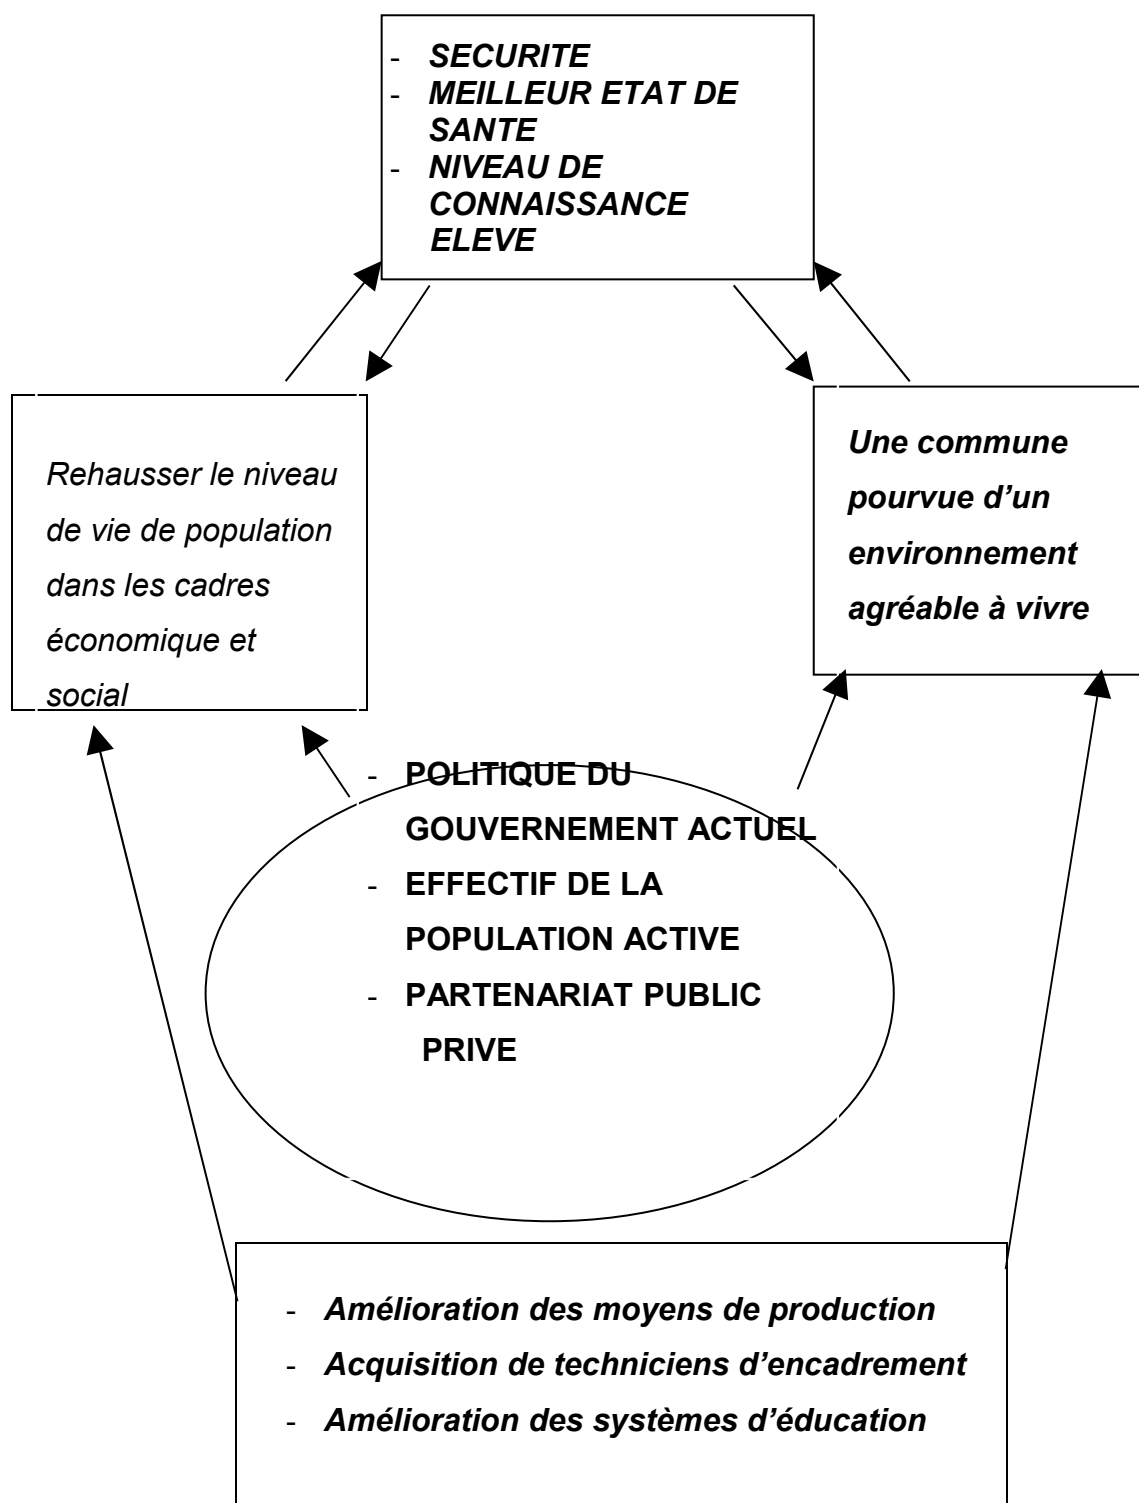 - SECURITE
- MEILLEUR ETAT DE
SANTE
- NIVEAU DE
CONNAISSANCE
ELEVE
Rehausser le niveau
de vie de population
dans les cadres
économique et
social
Une commune
pourvue d’un
environnement
agréable à vivre
- POLITIQUE DU
GOUVERNEMENT ACTUEL
- EFFECTIF DE LA
POPULATION ACTIVE
- PARTENARIAT PUBLIC
PRIVE
- Amélioration des moyens de production
- Acquisition de techniciens d’encadrement
- Amélioration des systèmes d’éducation